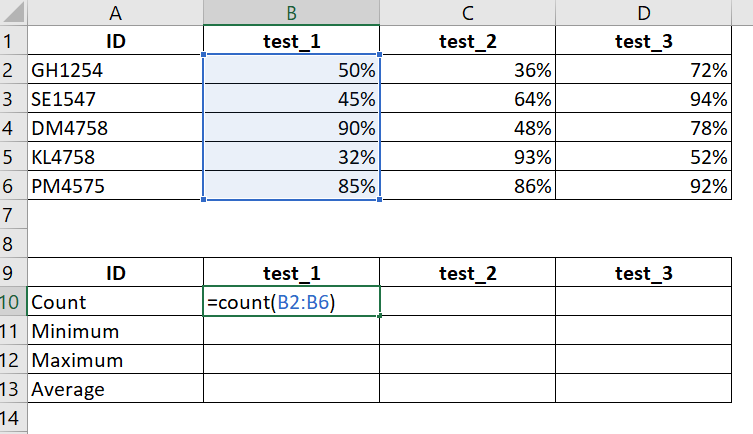 A B C D
1 ID test_1 test_2 test_3
2 GH1254 50% 36% 72%
3 SE1547 45% 64% 94%
4 DM4758 90% 48% 78%
5 KL4758 32% 93% 52%
6 PM4575 85% 86% 92%
7
8
9 ID test_1 test_2 test_3
10 Count =count(B2:B6)
11 Minimum
12 Maximum
13 Average
14